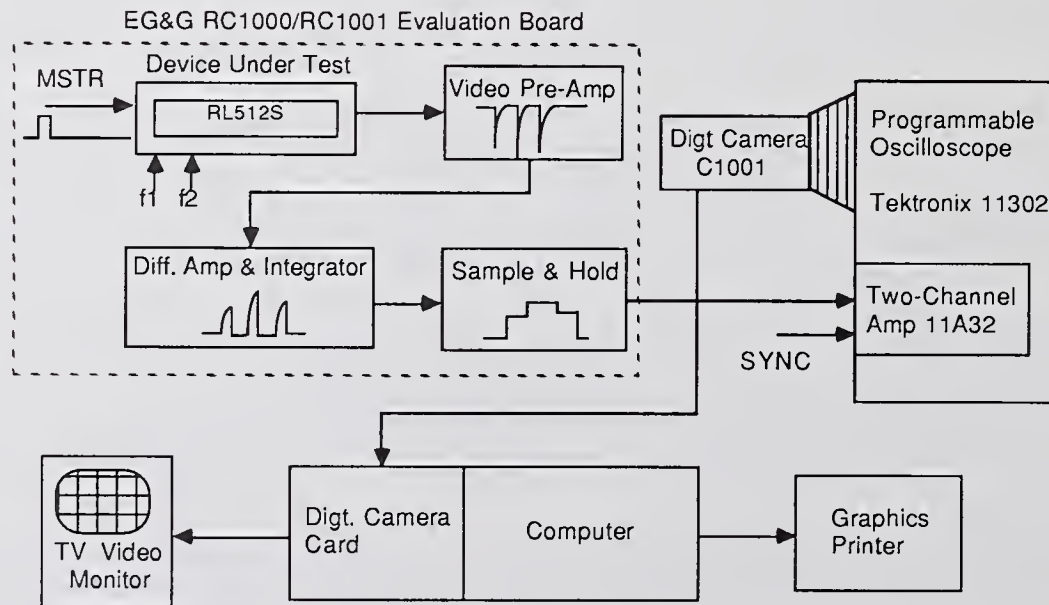 EG&G RC1000/RC1001 Evaluation Board
MSTR
Device Under Test
RL512S
f1
f2
Video Pre-Amp
Diff. Amp & Integrator
Sample & Hold
Digt Camera
C1001
Programmable
Oscilloscope
Tektronix 11302
Two-Channel
Amp 11A32
SYNC
TV Video
Monitor
Digt. Camera
Card
Computer
Graphics
Printer